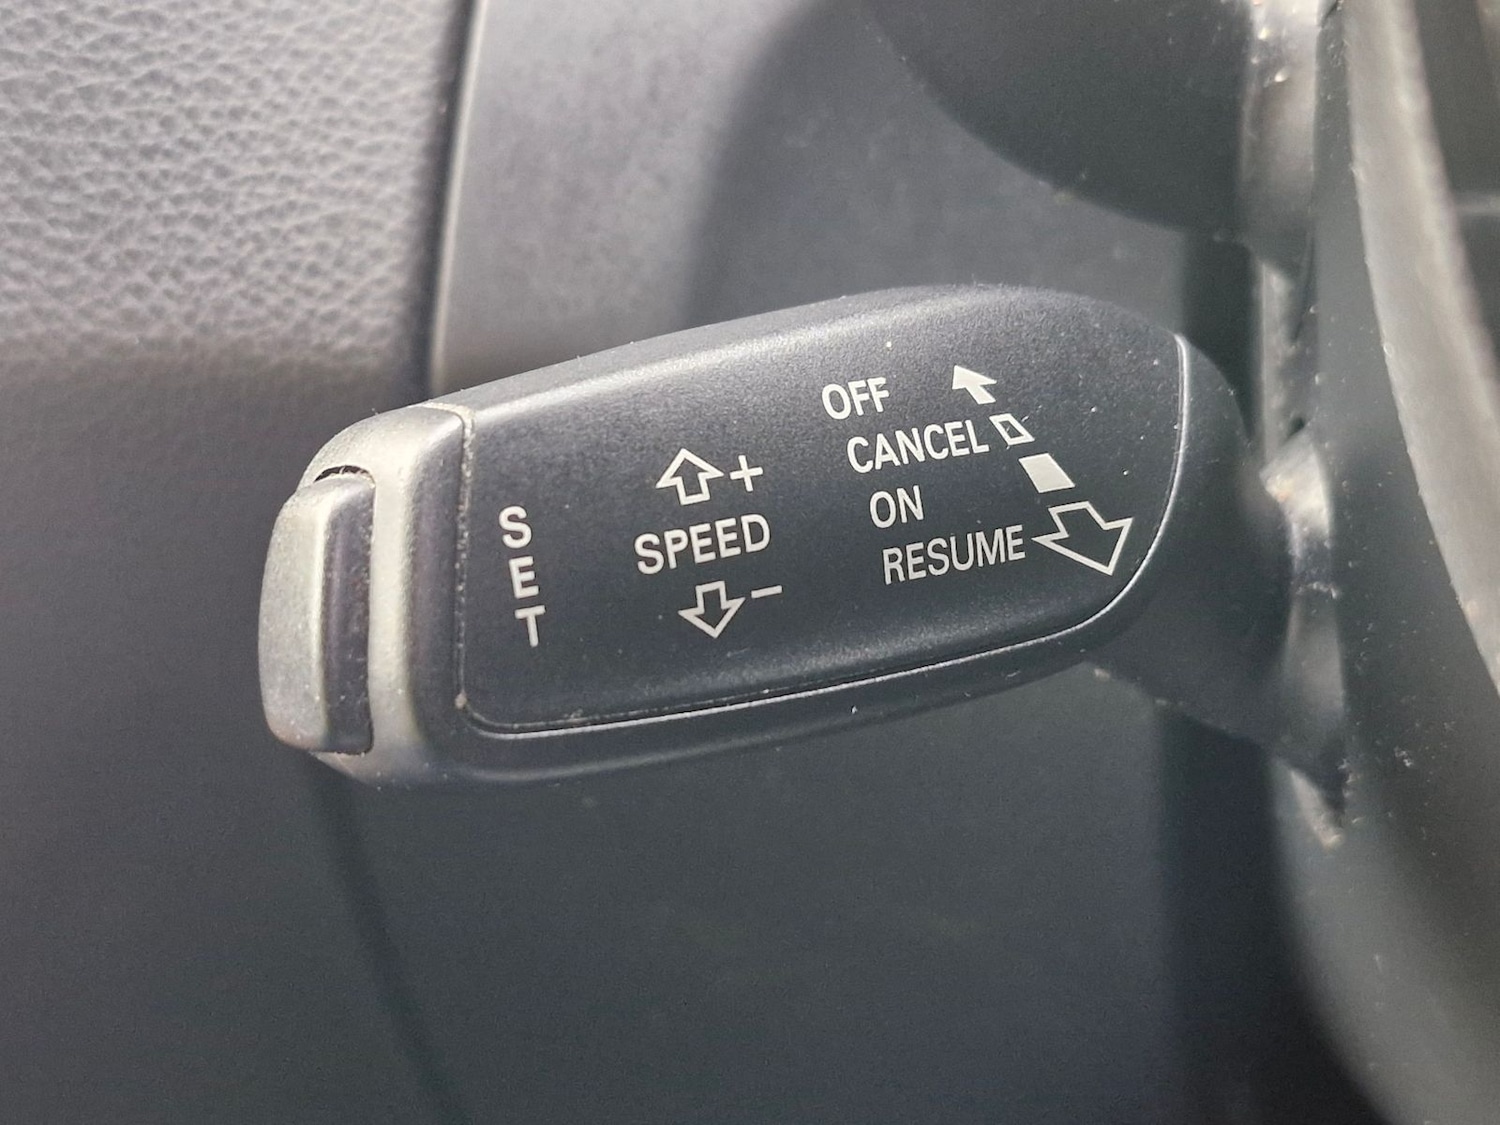 SET
+
SPEED
−
OFF
CANCEL
ON
RESUME